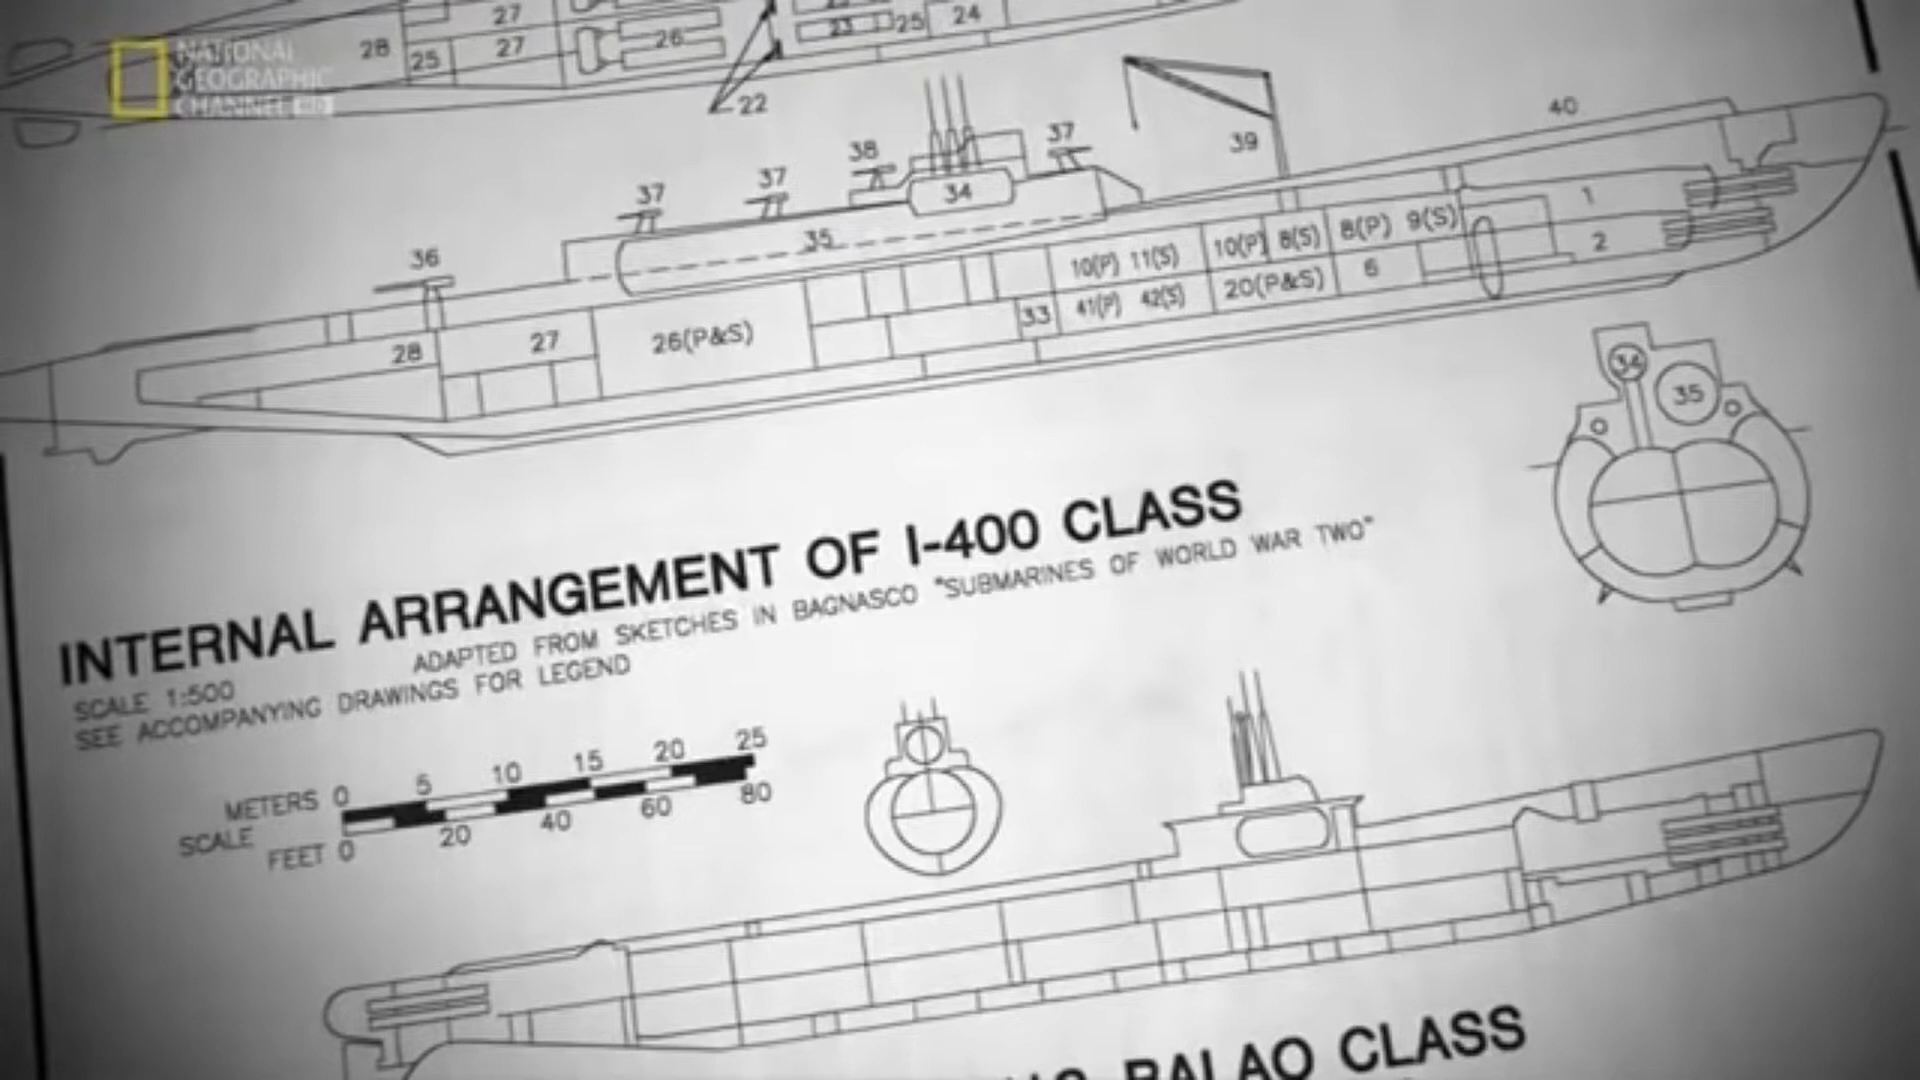 NATIONAL
GEOGRAPHIC
CHANNEL HD
27
28
25
27
26
22
23
25
24
36
37
37
38
34
37
39
40
35
1
2
28
27
26(P&S)
33
10(P) 11(S)
41(P) 42(S)
10(P) 8(S)
20(P&S)
8(P) 9(S)
6
34
35
INTERNAL ARRANGEMENT OF I-400 CLASS
ADAPTED FROM SKETCHES IN BAGNASCO "SUBMARINES OF WORLD WAR TWO"
SCALE 1:500
SEE ACCOMPANYING DRAWINGS FOR LEGEND
METERS 0 5 10 15 20 25
SCALE
FEET 0 20 40 60 80
BALAO CLASS